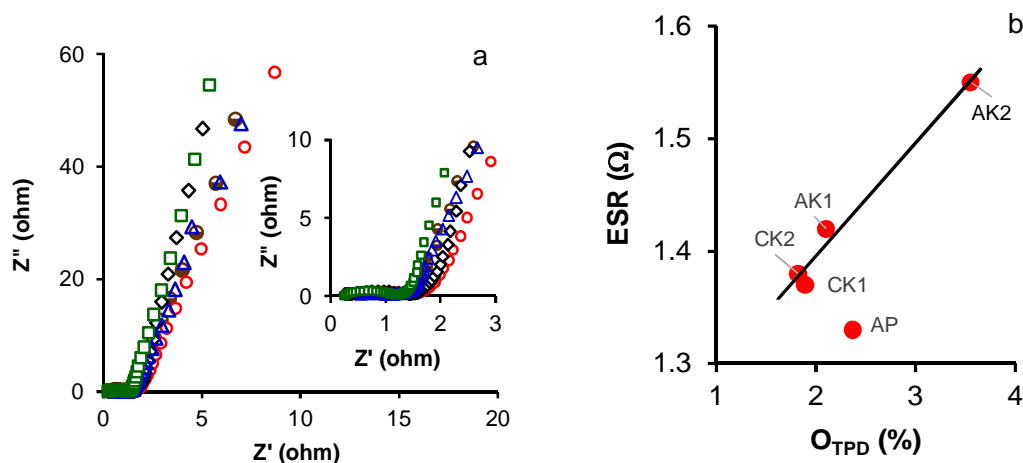 a
60
40
20
0
Z'' (ohm)
0 5 10 15 20
Z' (ohm)
10
5
0
Z'' (ohm)
0 1 2 3
Z' (ohm)
b
1.6
1.5
1.4
1.3
ESR (Ω)
AK2
AK1
CK2
CK1
AP
1 2 3 4
O_TPD (%)